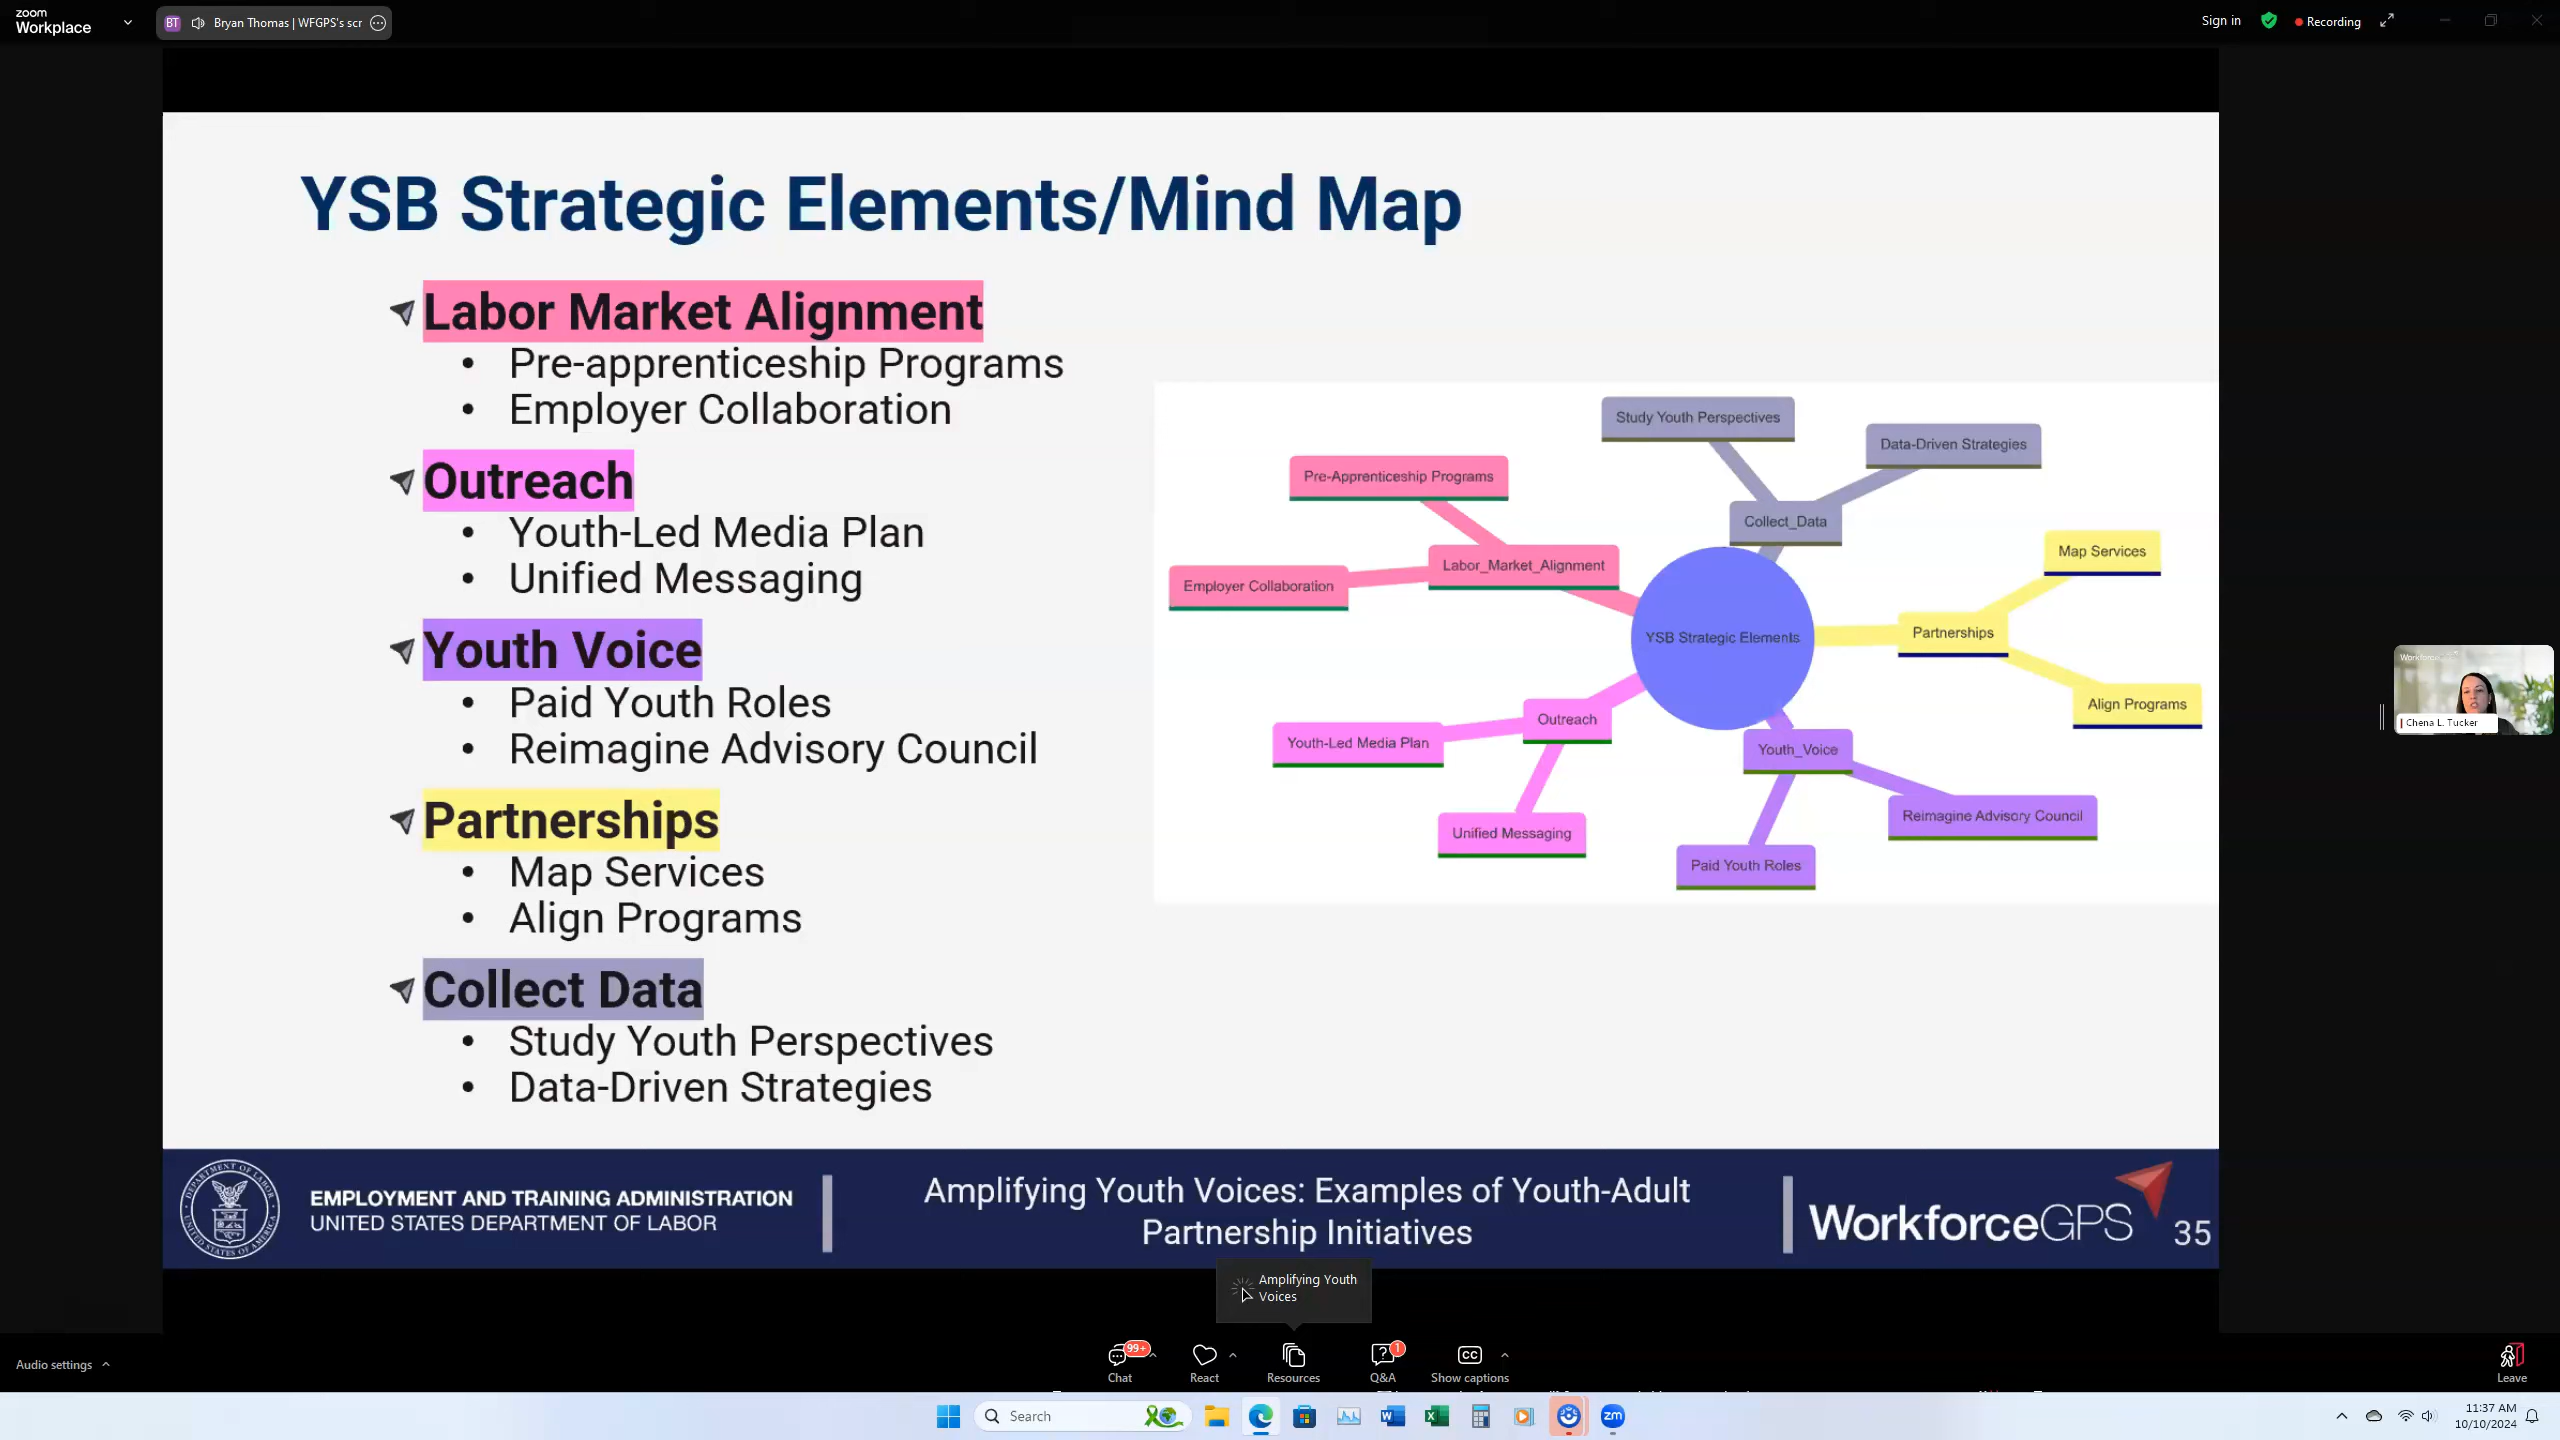 zoom
Workplace
BT
Bryan Thomas | WFGPS's scr
Sign in
Recording
YSB Strategic Elements/Mind Map
Labor Market Alignment
• Pre-apprenticeship Programs
• Employer Collaboration
Outreach
• Youth-Led Media Plan
• Unified Messaging
Youth Voice
• Paid Youth Roles
• Reimagine Advisory Council
Partnerships
• Map Services
• Align Programs
Collect Data
• Study Youth Perspectives
• Data-Driven Strategies
Study Youth Perspectives
Data-Driven Strategies
Pre-Apprenticeship Programs
Collect_Data
Map Services
Labor_Market_Alignment
Employer Collaboration
Partnerships
YSB Strategic Elements
Align Programs
Outreach
Youth-Led Media Plan
Youth_Voice
Reimagine Advisory Council
Unified Messaging
Paid Youth Roles
Chena L. Tucker
EMPLOYMENT AND TRAINING ADMINISTRATION
UNITED STATES DEPARTMENT OF LABOR
Amplifying Youth Voices: Examples of Youth-Adult
Partnership Initiatives
WorkforceGPS
35
Amplifying Youth
Voices
Audio settings
99+
Chat
React
Resources
1
Q&A
CC
Show captions
Leave
Search
zm
11:37 AM
10/10/2024